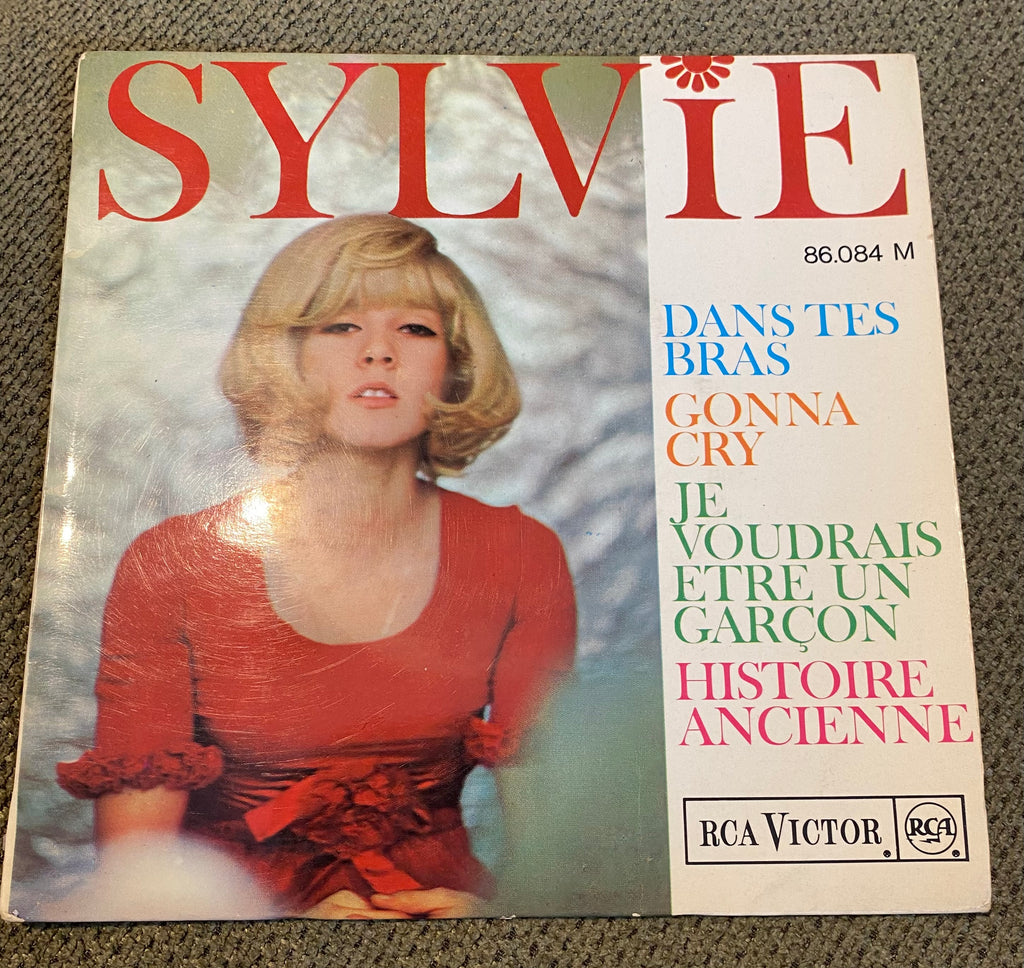 SYLViE
86.084 M
DANS TES
BRAS
GONNA
CRY
JE
VOUDRAIS
ETRE UN
GARÇON
HISTOIRE
ANCIENNE
RCA VICTOR
RCA